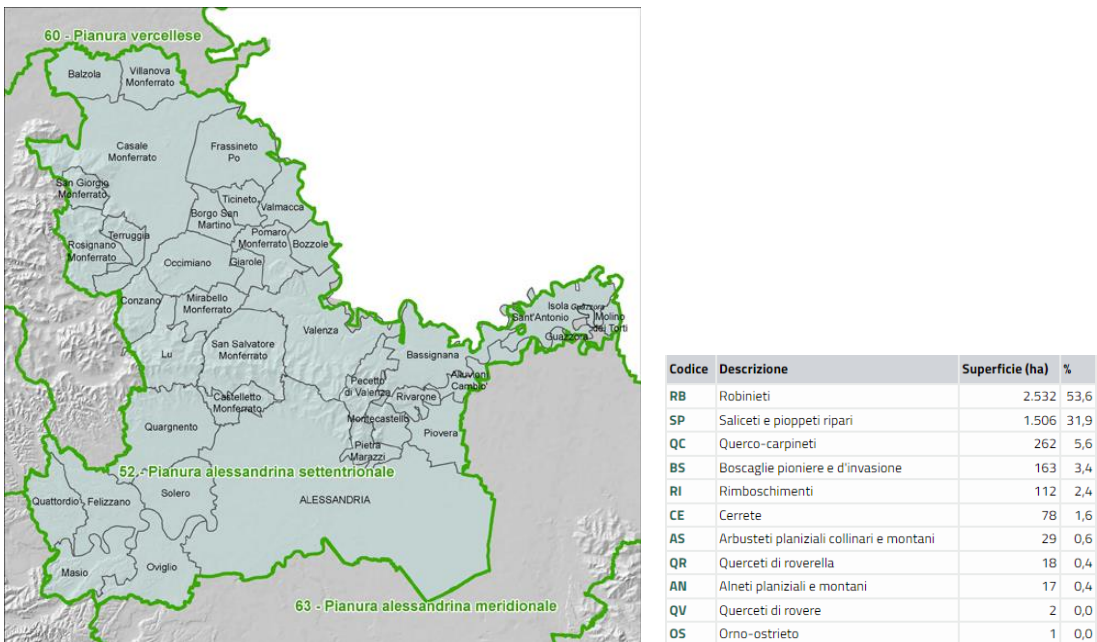 60 - Pianura vercellese
Balzola
Villanova
Monferrato
Casale
Monferrato
Frassineto
Po
San Giorgio
Monferrato
Ticineto
Valmacca
Borgo San
Martino
Terruggia
Rosignano
Monferrato
Pomaro
Monferrato
Bozzole
Occimiano
Giarole
Conzano
Mirabello
Monferrato
Isola
Sant'Antonio
Gaazzora
Molino
dei Torti
Guazzora
Valenza
Lu
San Salvatore
Monferrato
Bassignana
Alluvioni
Cambio
Pecetto
di Valenza
Rivarone
Castelletto
Monferrato
Montecastello
Quargnento
Piovera
Pietra
Marazzi
52 - Pianura alessandrina settentrionale
Quattordio
Felizzano
Solero
ALESSANDRIA
Masio
Oviglio
63 - Pianura alessandrina meridionale
Codice Descrizione Superficie (ha) %
RB Robinieti 2.532 53,6
SP Saliceti e pioppeti ripari 1.506 31,9
QC Querco-carpineti 262 5,6
BS Boscaglie pioniere e d'invasione 163 3,4
RI Rimboschimenti 112 2,4
CE Cerrete 78 1,6
AS Arbusteti planiziali collinari e montani 29 0,6
QR Querceti di roverella 18 0,4
AN Alneti planiziali e montani 17 0,4
QV Querceti di rovere 2 0,0
OS Orno-ostrieto 1 0,0